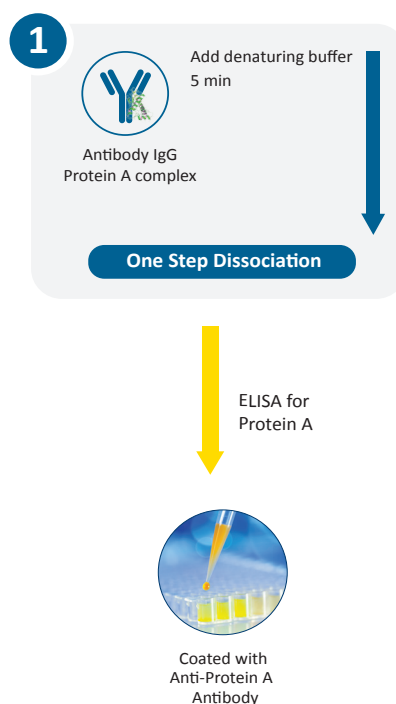 1
Add denaturing buffer
5 min
Antibody IgG
Protein A complex
One Step Dissociation
ELISA for
Protein A
Coated with
Anti-Protein A
Antibody